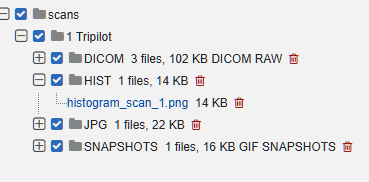 scans
1 Tripilot
DICOM 3 files, 102 KB DICOM RAW
HIST 1 files, 14 KB
histogram_scan_1.png 14 KB
JPG 1 files, 22 KB
SNAPSHOTS 1 files, 16 KB GIF SNAPSHOTS